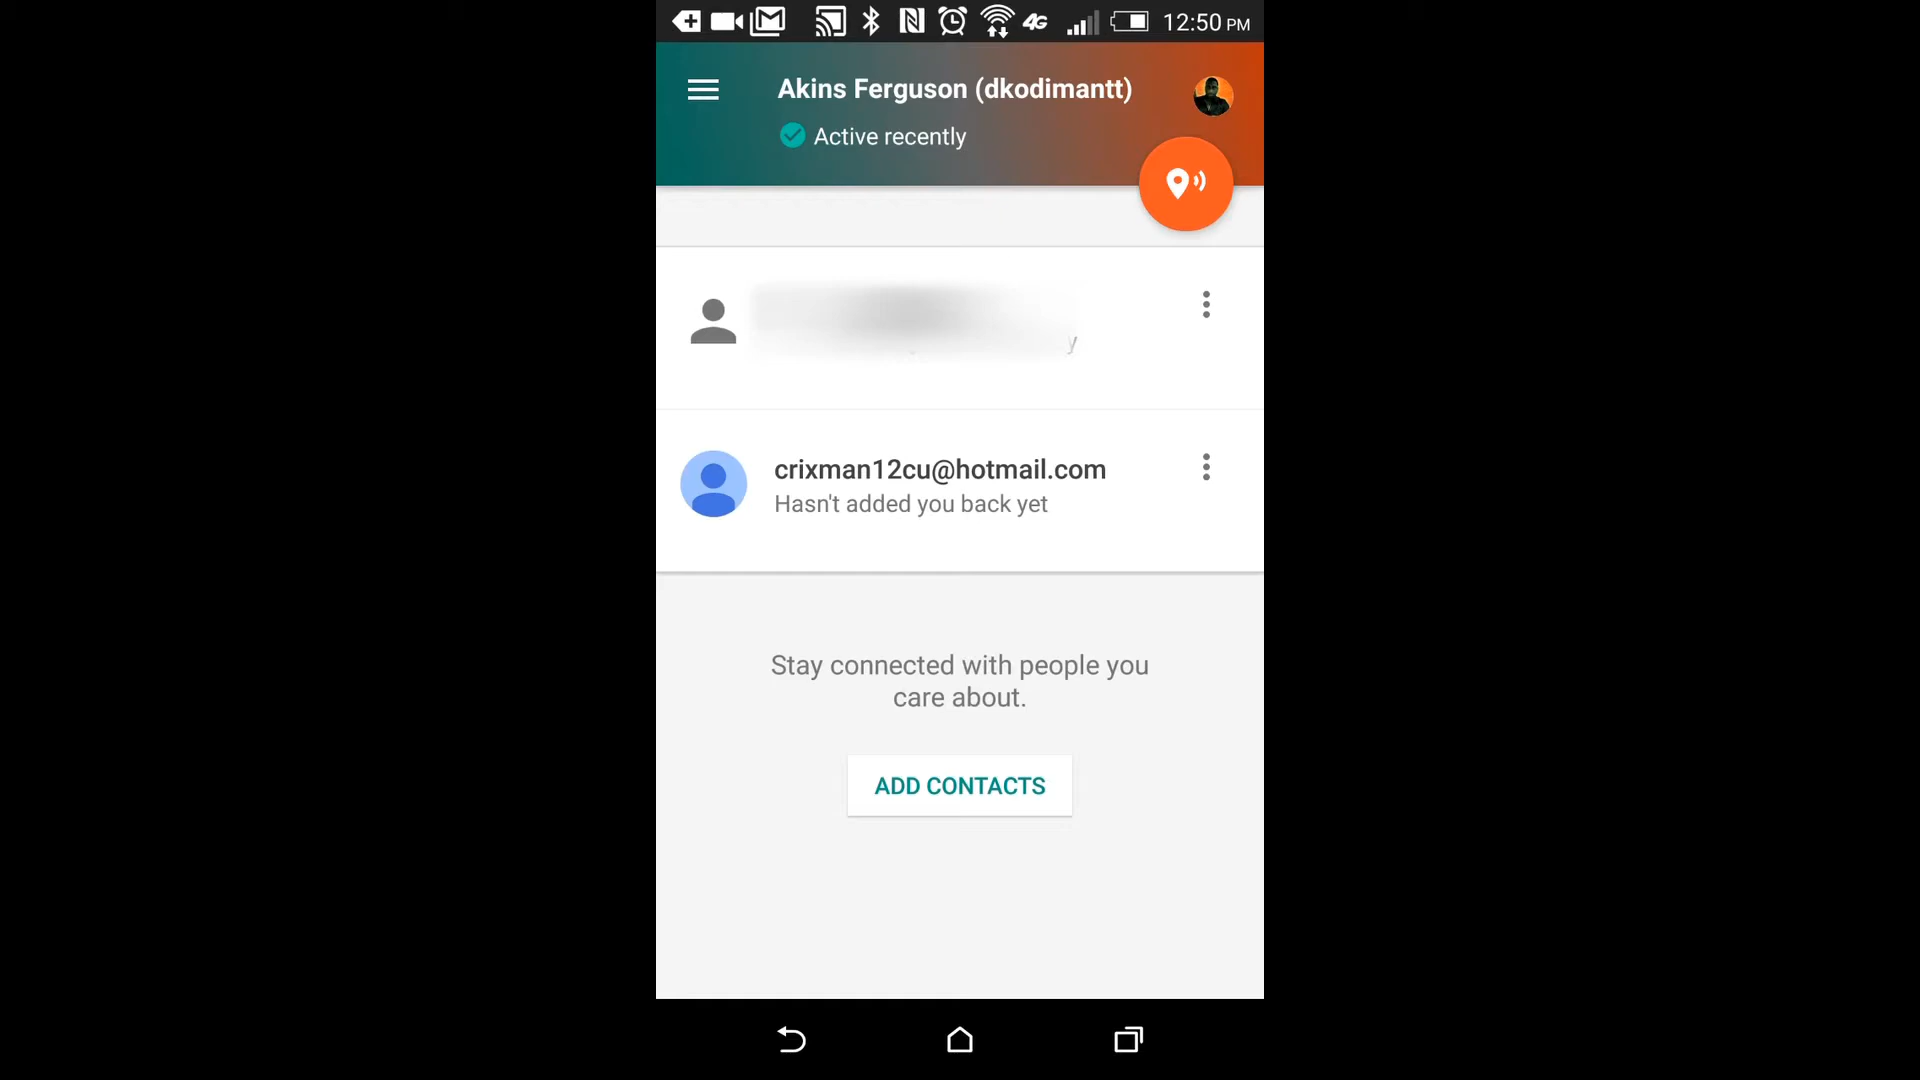 4G 12:50 PM
Akins Ferguson (dkodimantt)
Active recently
y
crixman12cu@hotmail.com
Hasn't added you back yet
Stay connected with people you
care about.
ADD CONTACTS